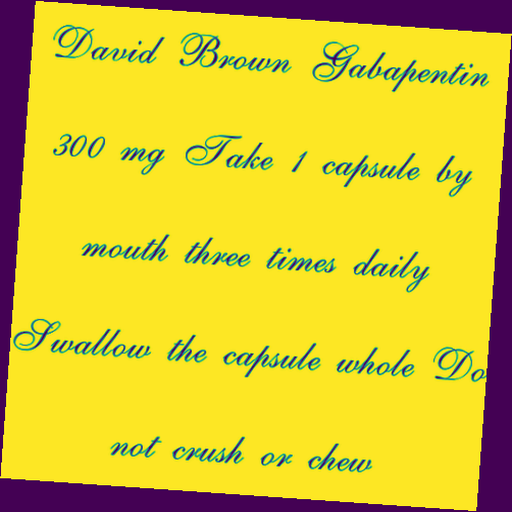 David Brown Gabapentin
300 mg Take 1 capsule by
mouth three times daily
Swallow the capsule whole Do
not crush or chew